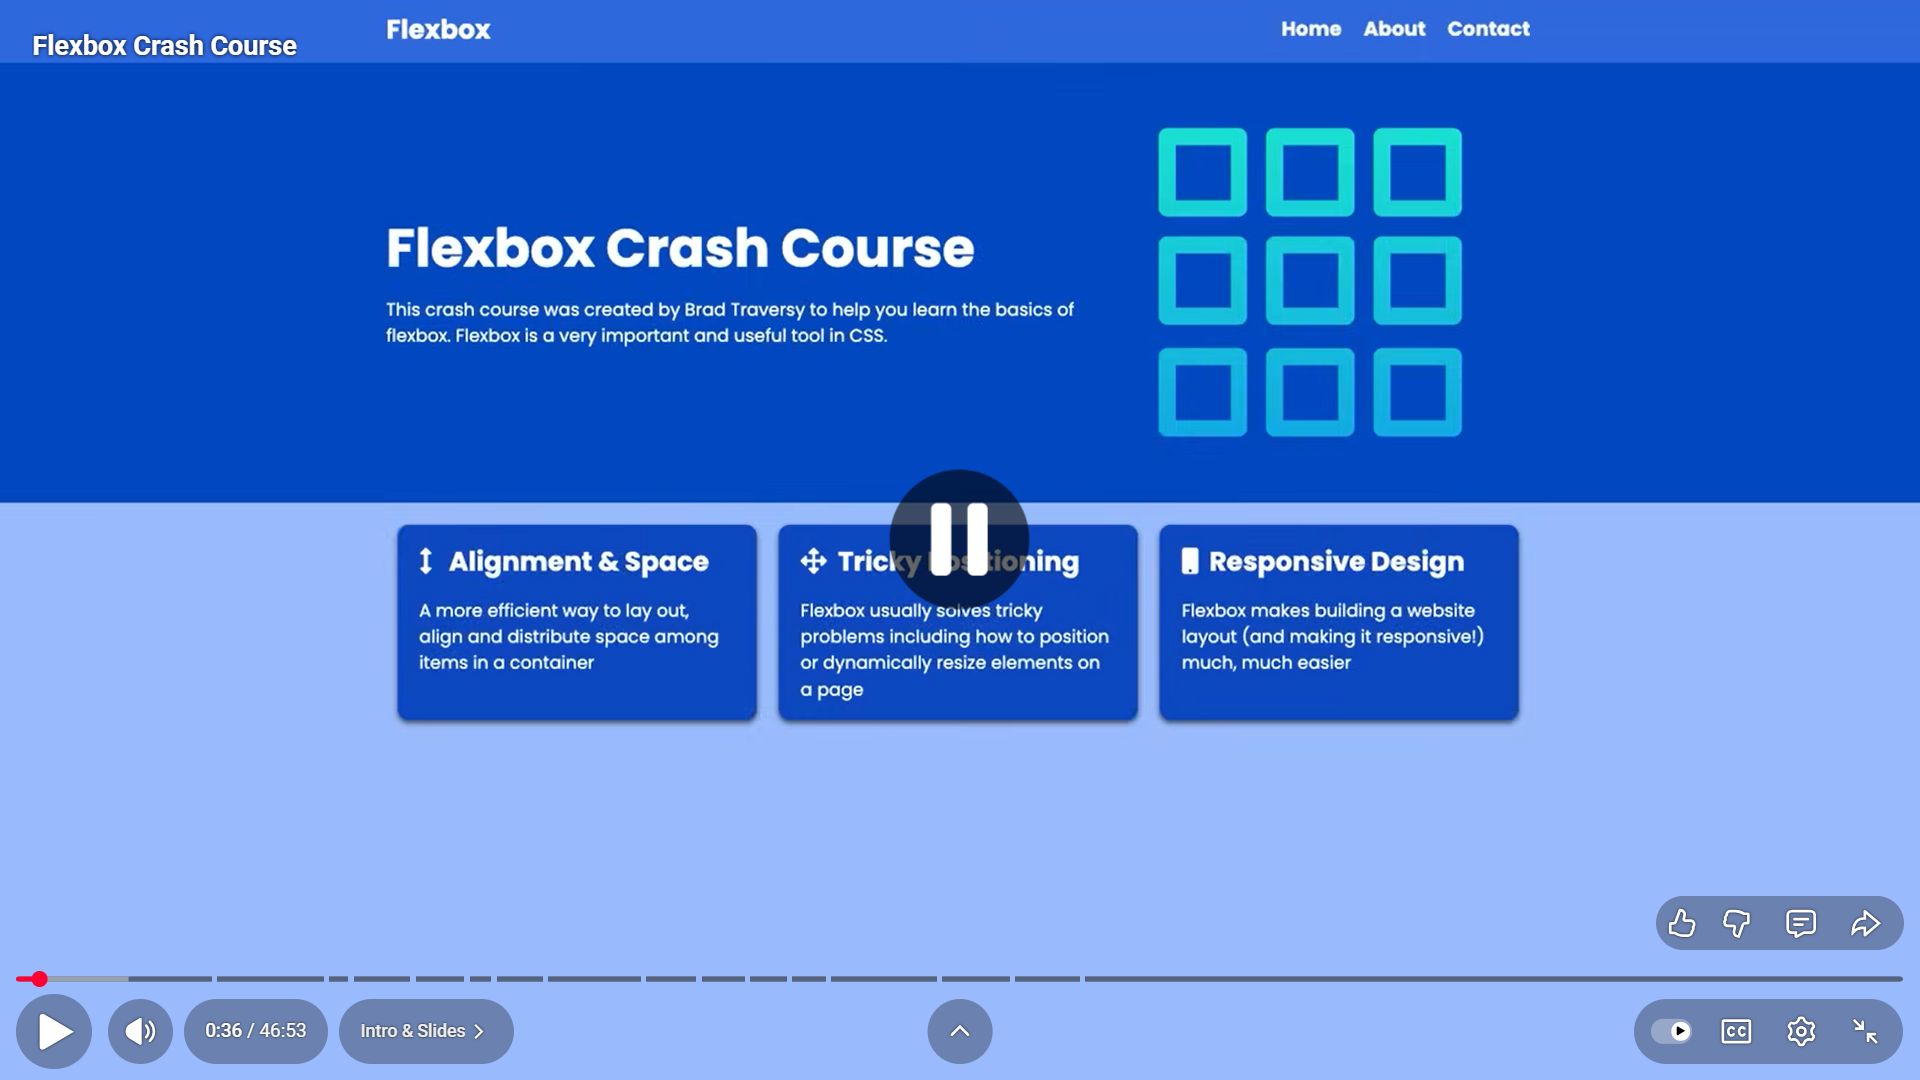 Flexbox
Home About Contact
Flexbox Crash Course
Flexbox Crash Course
This crash course was created by Brad Traversy to help you learn the basics of
flexbox. Flexbox is a very important and useful tool in CSS.
Alignment & Space
A more efficient way to lay out,
align and distribute space among
items in a container
Tricky Positioning
Flexbox usually solves tricky
problems including how to position
or dynamically resize elements on
a page
Responsive Design
Flexbox makes building a website
layout (and making it responsive!)
much, much easier
0:36 / 46:53
Intro & Slides
CC